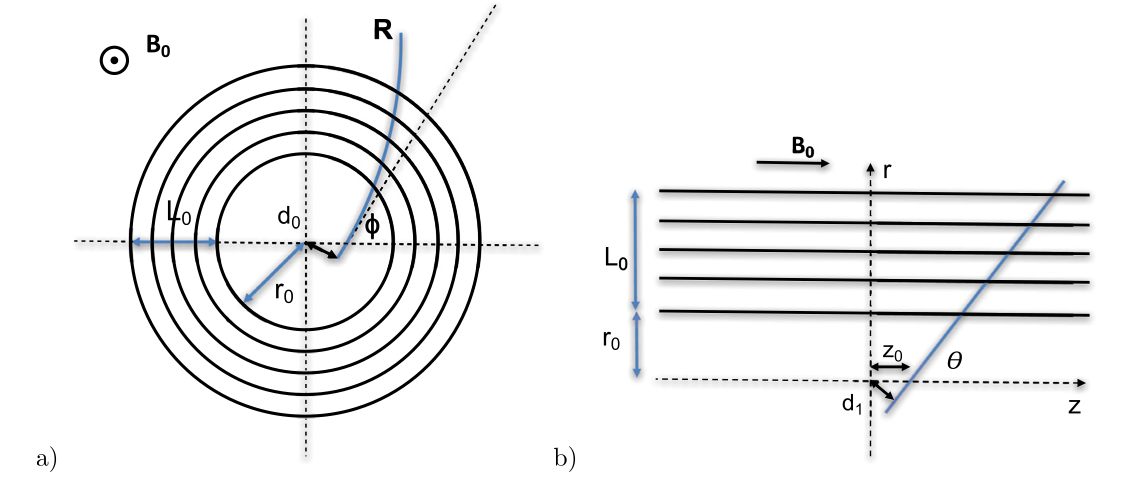 B₀
R
L₀
d₀
ϕ
r₀
a)
B₀
r
L₀
r₀
z₀
θ
d₁
z
b)